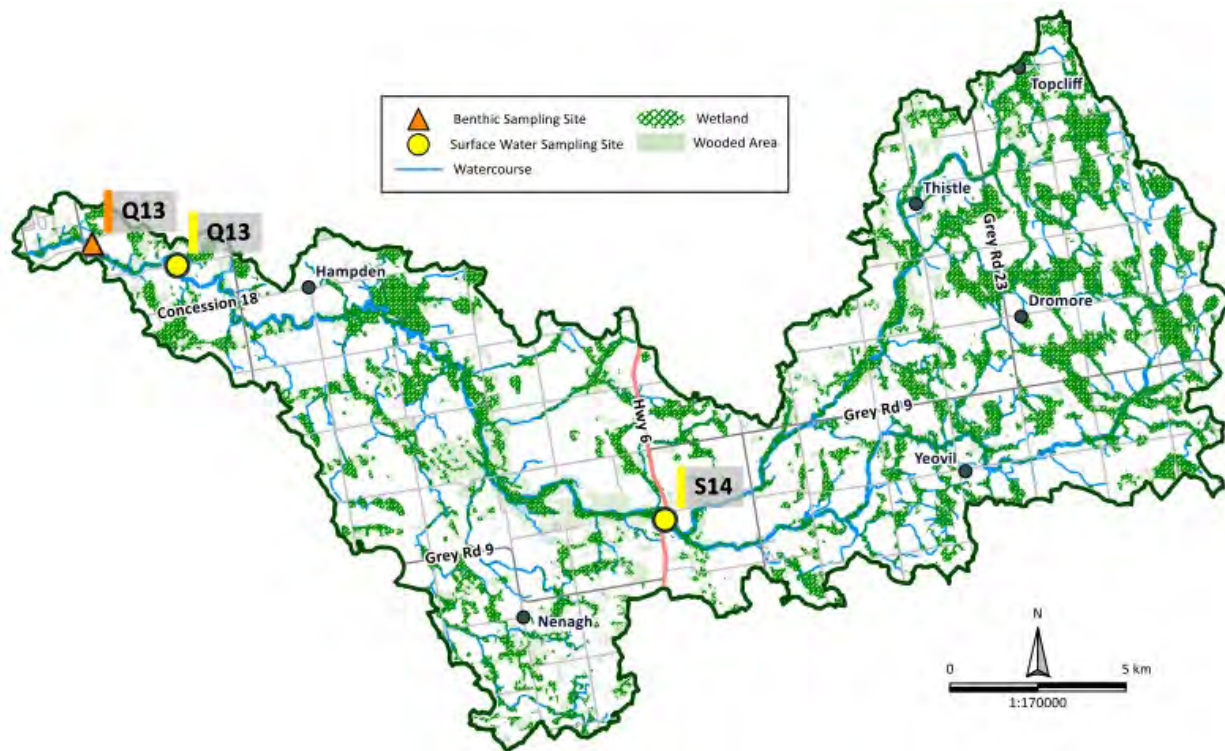 Topcliff
Benthic Sampling Site
Wetland
Surface Water Sampling Site
Wooded Area
Watercourse
Thistle
Q13
Q13
Grey Rd 23
Hampden
Concession 18
Dromore
Hwy 6
Grey Rd 9
Yeovil
S14
Grey Rd 9
Nenagh
N
0
5 km
1:170000